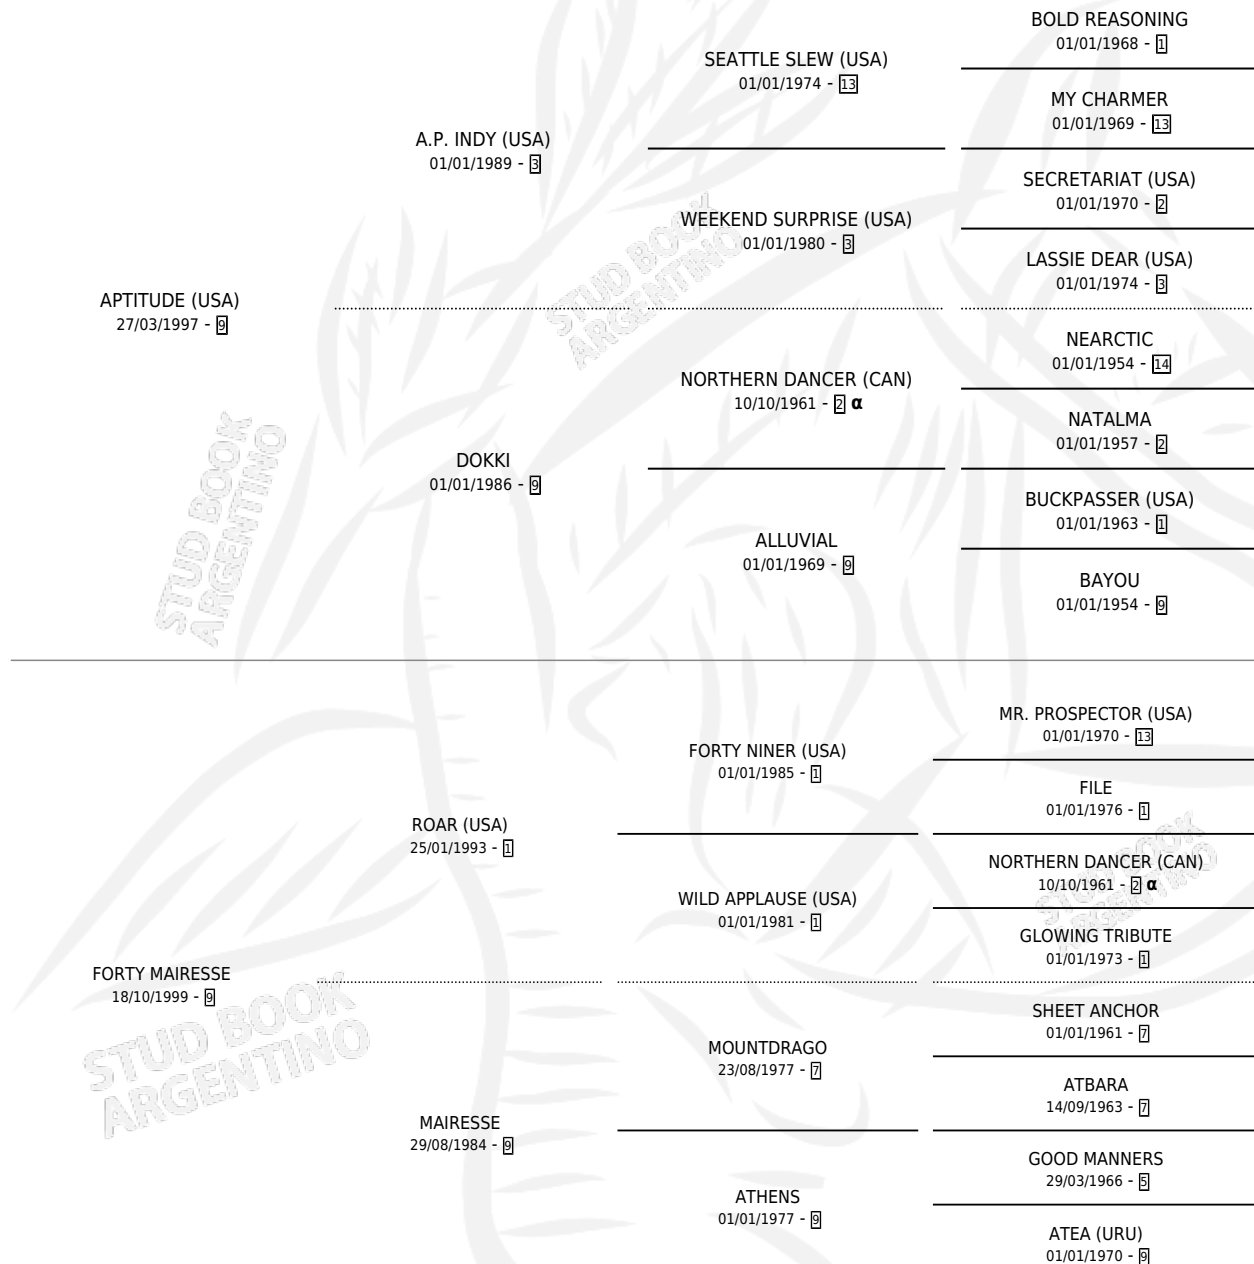 BOLD REASONING
01/01/1968 - 1
SEATTLE SLEW (USA)
01/01/1974 - 13
MY CHARMER
01/01/1969 - 13
A.P. INDY (USA)
01/01/1989 - 3
SECRETARIAT (USA)
01/01/1970 - 2
WEEKEND SURPRISE (USA)
01/01/1980 - 3
LASSIE DEAR (USA)
01/01/1974 - 3
STUD BOOK
ARGENTINO
APTITUDE (USA)
27/03/1997 - 9
NEARCTIC
01/01/1954 - 14
NORTHERN DANCER (CAN)
10/10/1961 - 2 α
NATALMA
01/01/1957 - 2
DOKKI
01/01/1986 - 9
BUCKPASSER (USA)
01/01/1963 - 1
ALLUVIAL
01/01/1969 - 9
BAYOU
01/01/1954 - 9
STUD BOOK
ARGENTINO
MR. PROSPECTOR (USA)
01/01/1970 - 13
FORTY NINER (USA)
01/01/1985 - 1
FILE
01/01/1976 - 1
ROAR (USA)
25/01/1993 - 1
NORTHERN DANCER (CAN)
10/10/1961 - 2 α
WILD APPLAUSE (USA)
01/01/1981 - 1
GLOWING TRIBUTE
01/01/1973 - 1
STUD BOOK
ARGENTINO
FORTY MAIRESSE
18/10/1999 - 9
SHEET ANCHOR
01/01/1961 - 7
MOUNTDRAGO
23/08/1977 - 7
ATBARA
14/09/1963 - 7
MAIRESSE
29/08/1984 - 9
GOOD MANNERS
29/03/1966 - 5
ATHENS
01/01/1977 - 9
ATEA (URU)
01/01/1970 - 9
STUD BOOK
ARGENTINO